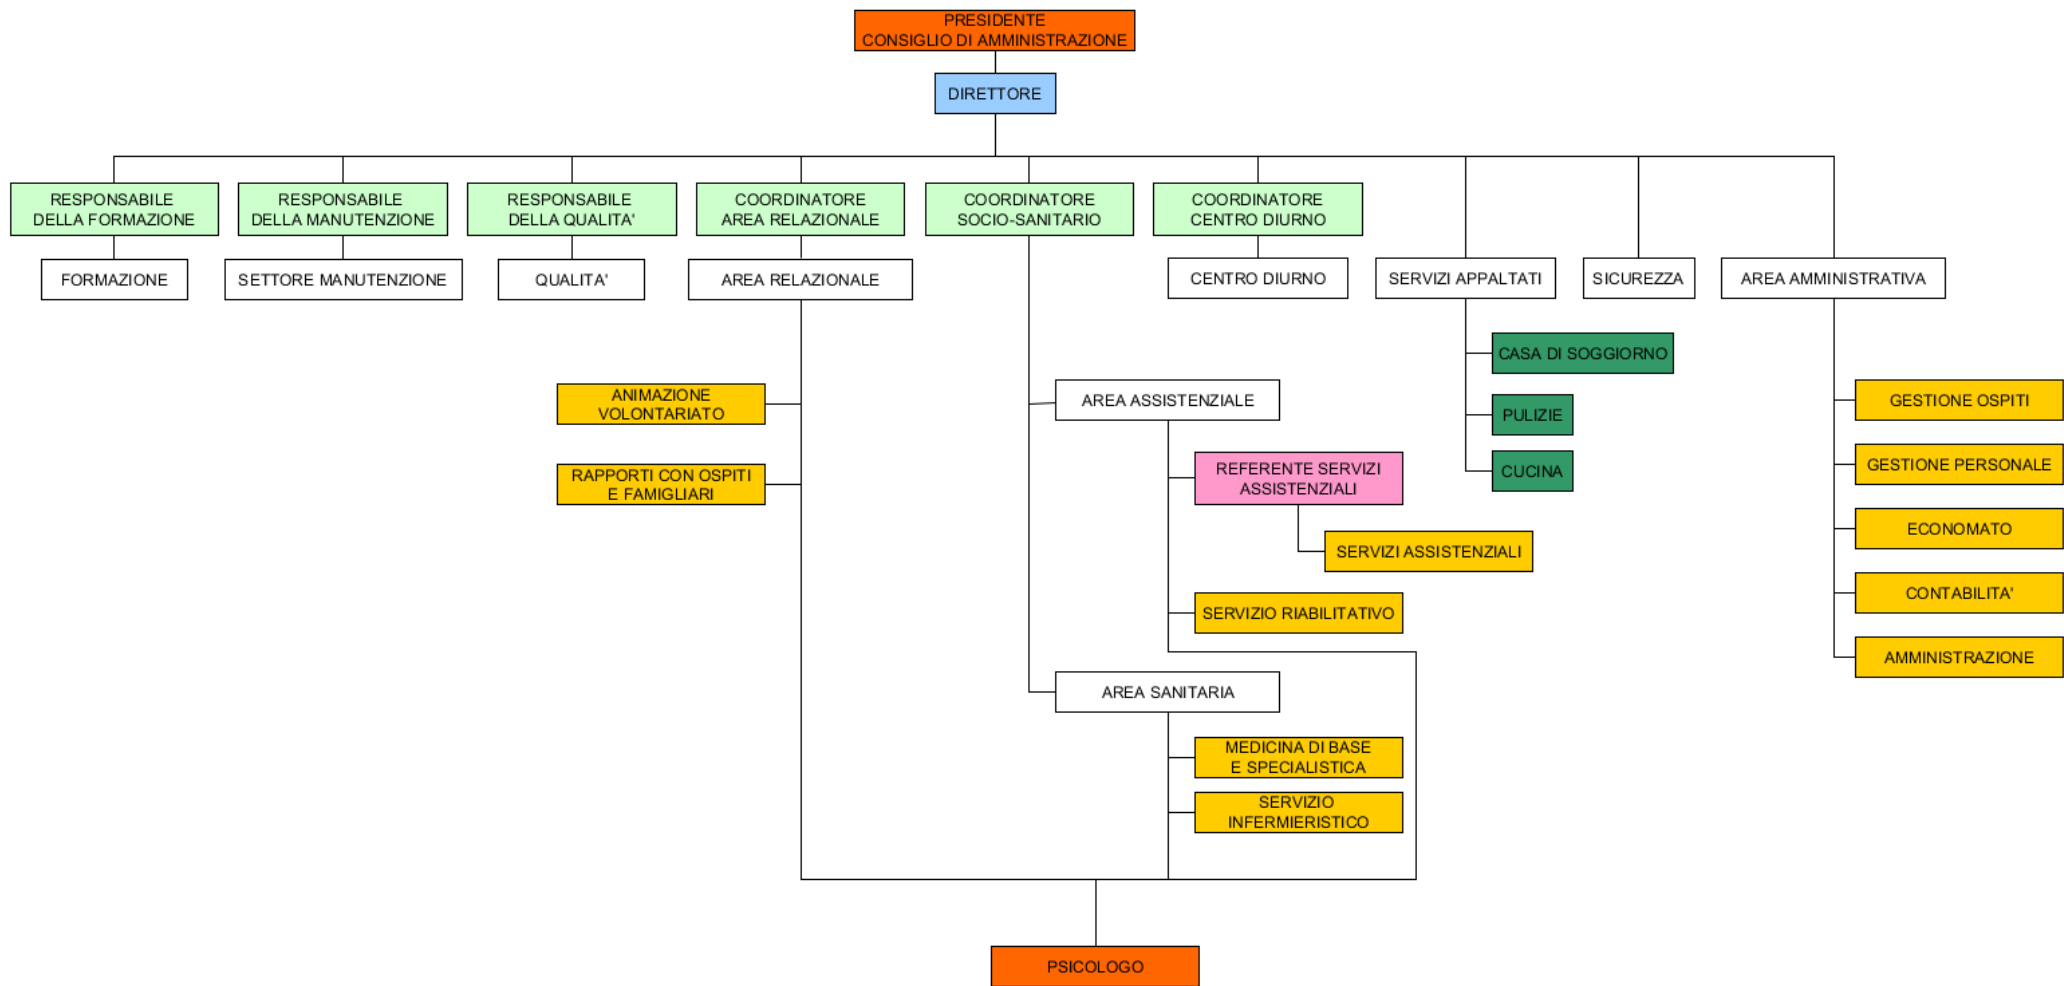 PRESIDENTE
CONSIGLIO DI AMMINISTRAZIONE
DIRETTORE
RESPONSABILE
DELLA FORMAZIONE
RESPONSABILE
DELLA MANUTENZIONE
RESPONSABILE
DELLA QUALITA'
COORDINATORE
AREA RELAZIONALE
COORDINATORE
SOCIO-SANITARIO
COORDINATORE
CENTRO DIURNO
FORMAZIONE
SETTORE MANUTENZIONE
QUALITA'
AREA RELAZIONALE
CENTRO DIURNO
SERVIZI APPALTATI
SICUREZZA
AREA AMMINISTRATIVA
ANIMAZIONE
VOLONTARIATO
RAPPORTI CON OSPITI
E FAMIGLIARI
AREA ASSISTENZIALE
REFERENTE SERVIZI
ASSISTENZIALI
SERVIZI ASSISTENZIALI
SERVIZIO RIABILITATIVO
AREA SANITARIA
MEDICINA DI BASE
E SPECIALISTICA
SERVIZIO
INFERMIERISTICO
CASA DI SOGGIORNO
PULIZIE
CUCINA
GESTIONE OSPITI
GESTIONE PERSONALE
ECONOMATO
CONTABILITA'
AMMINISTRAZIONE
PSICOLOGO